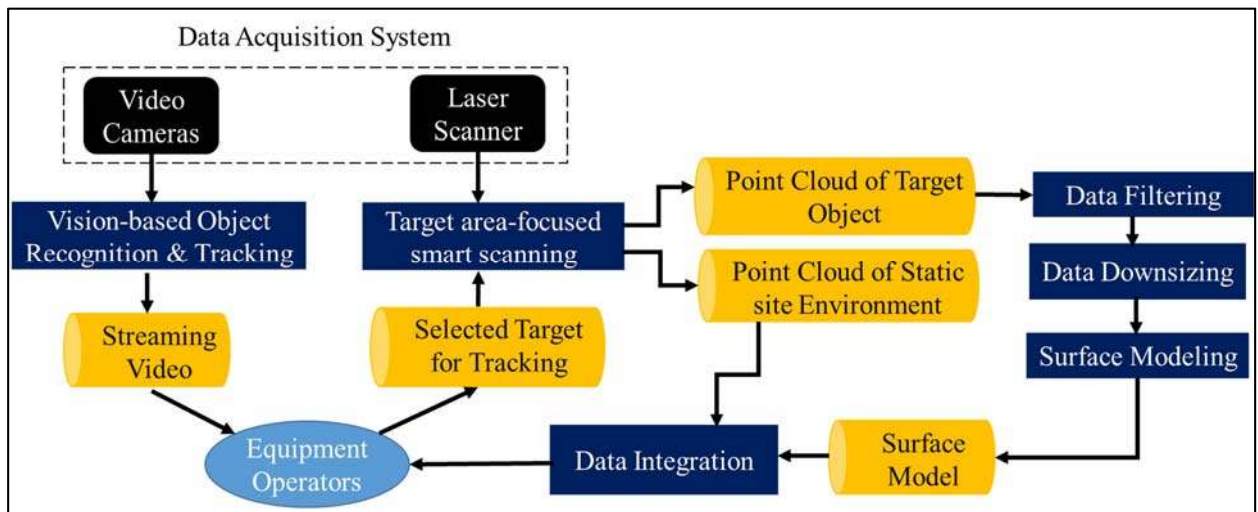 Data Acquisition System
Video
Cameras
Laser
Scanner
Vision-based Object
Recognition & Tracking
Target area-focused
smart scanning
Point Cloud of Target
Object
Data Filtering
Point Cloud of Static
site Environment
Data Downsizing
Streaming
Video
Selected Target
for Tracking
Surface Modeling
Equipment
Operators
Data Integration
Surface
Model